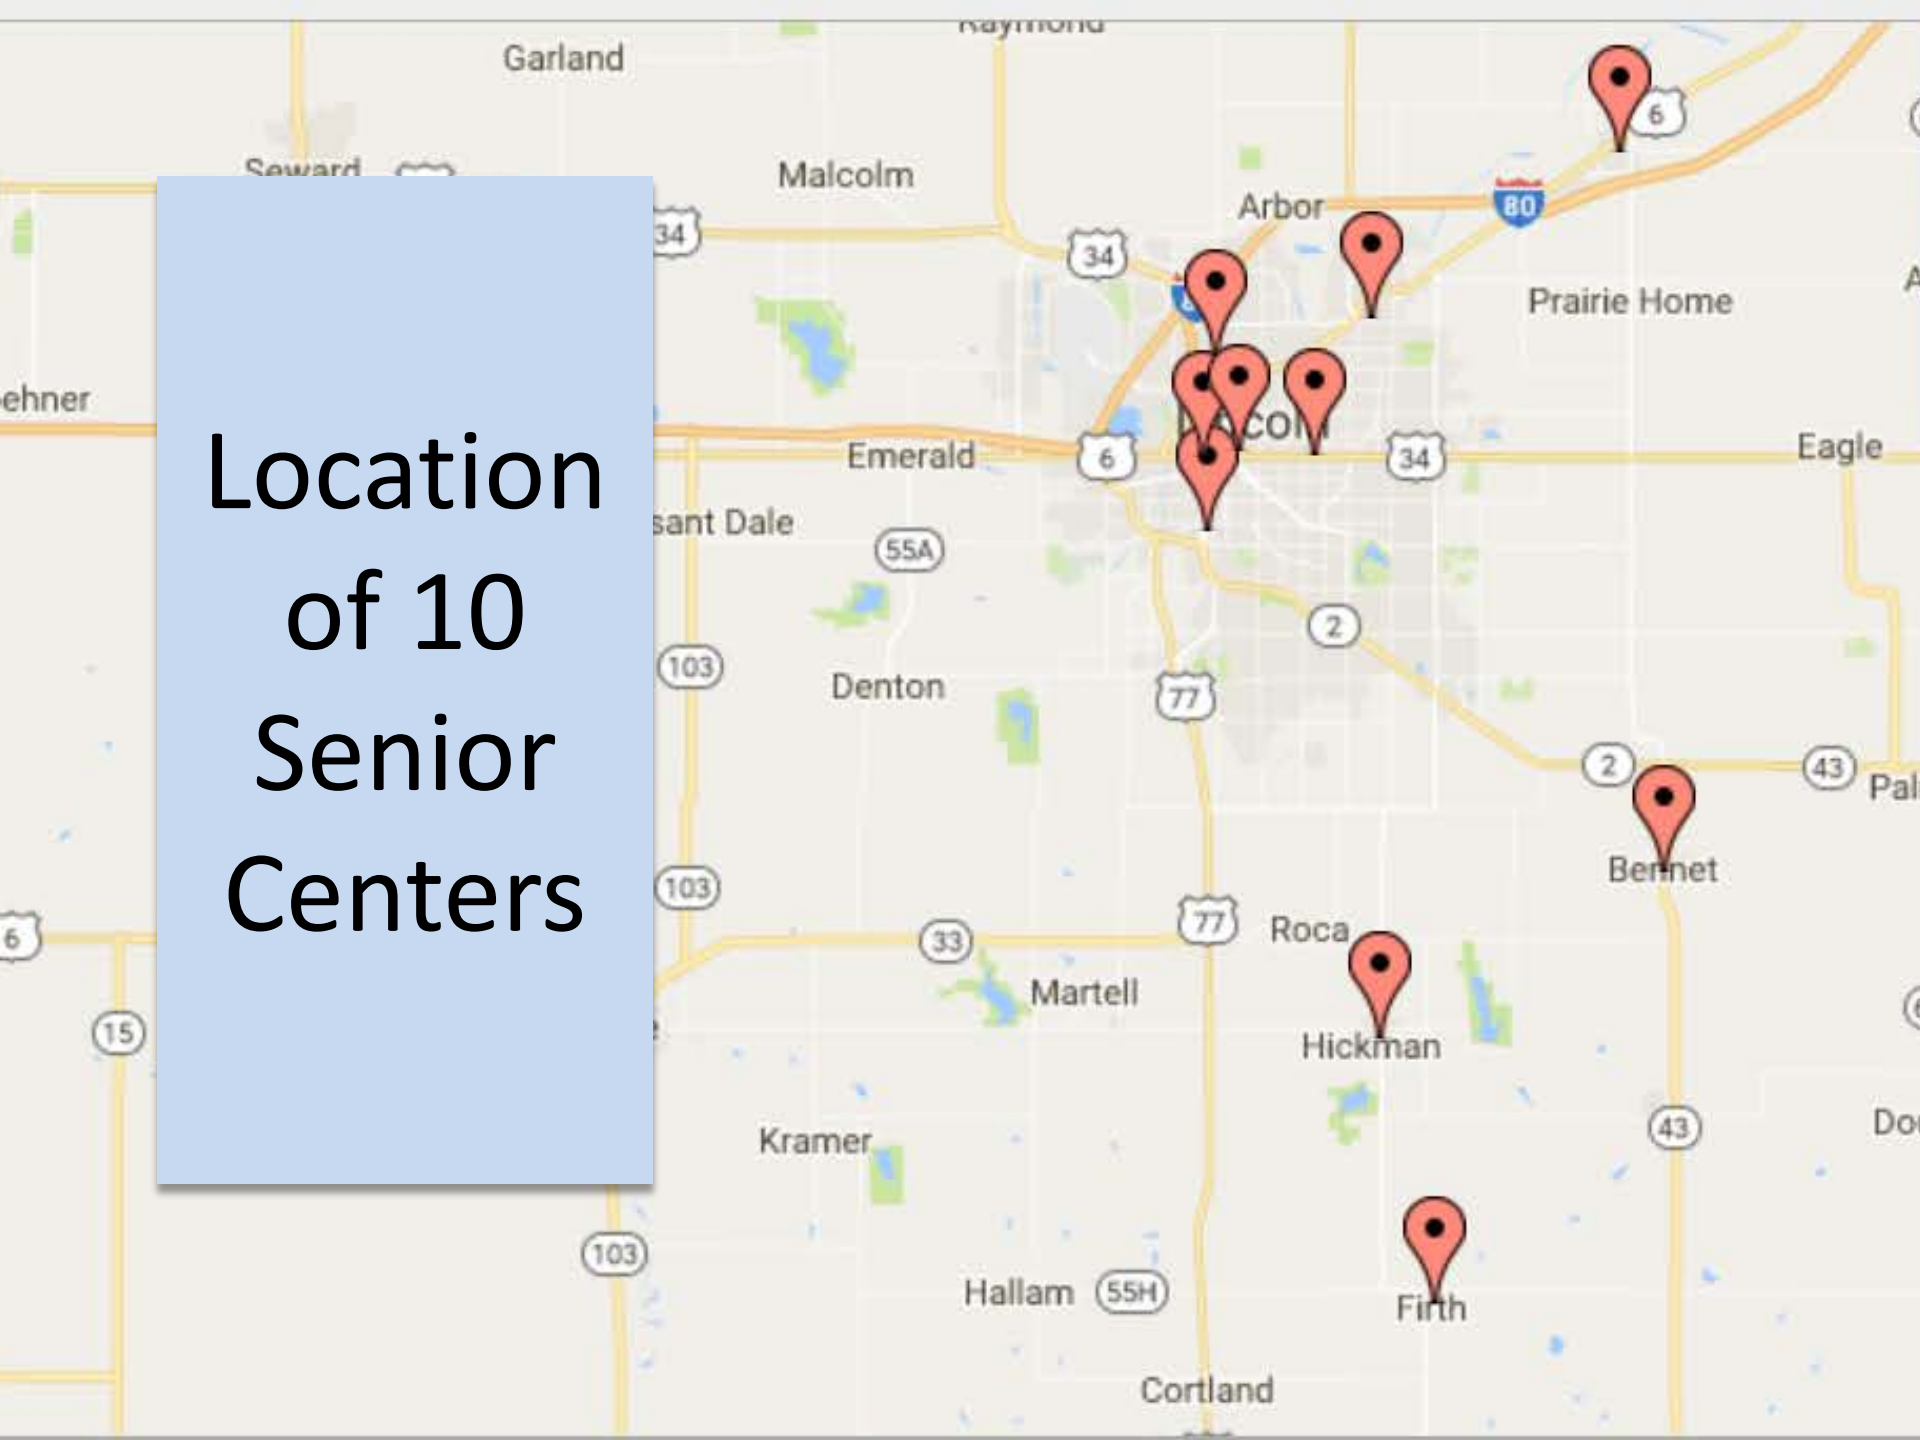 Raymond
Garland
6
Seward
Malcolm
Arbor
80
34
34
Prairie Home
ehner
Lincoln
Emerald
6
34
Eagle
sant Dale
55A
2
103
Denton
77
2
43
Pal
Bennet
103
6
33
77
Roca
15
Martell
Hickman
Kramer
43
Do
103
Hallam
55H
Firth
Cortland
Location
of 10
Senior
Centers